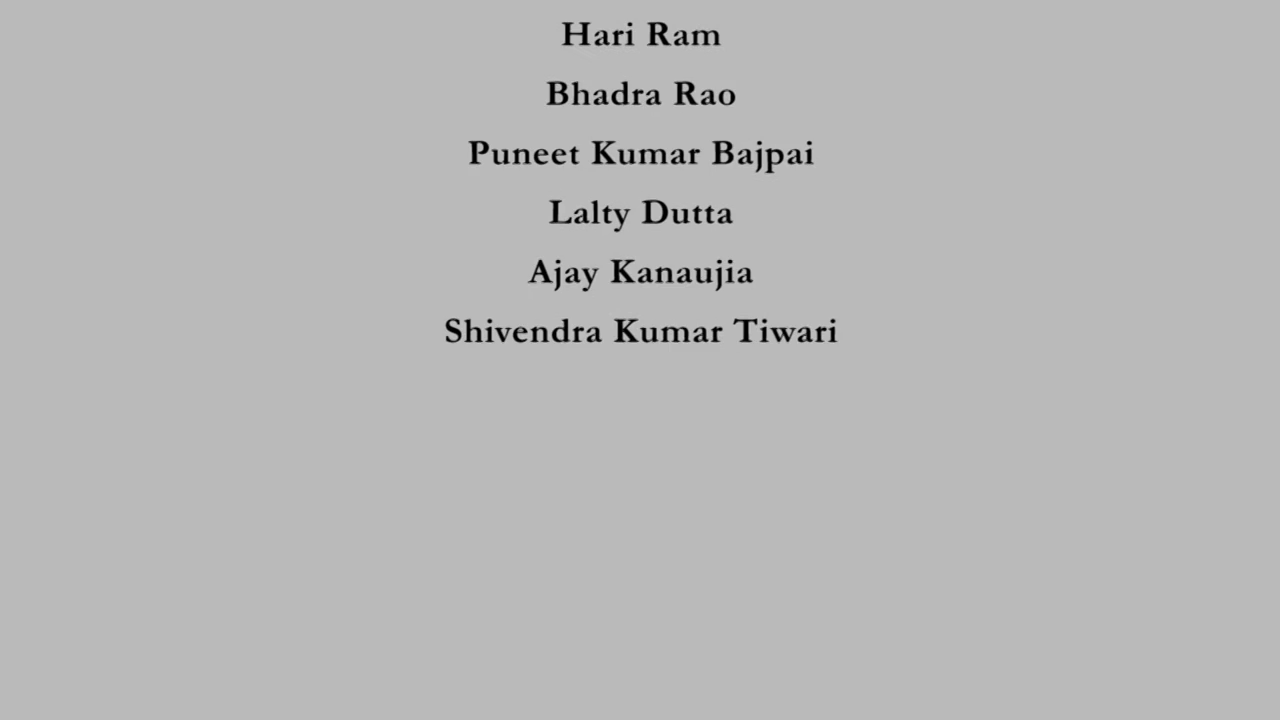 Hari Ram
Bhadra Rao
Puneet Kumar Bajpai
Lalty Dutta
Ajay Kanaujia
Shivendra Kumar Tiwari